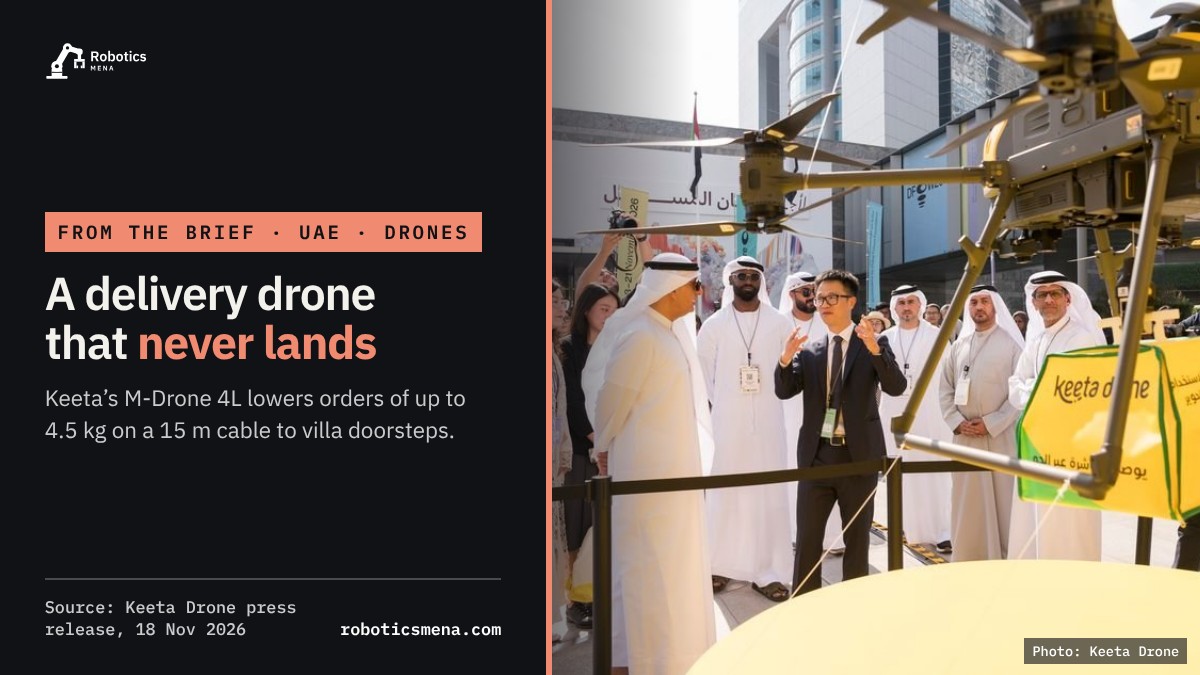 Robotics
MENA
FROM THE BRIEF · UAE · DRONES
A delivery drone
that never lands
Keeta’s M-Drone 4L lowers orders of up to
4.5 kg on a 15 m cable to villa doorsteps.
Source: Keeta Drone press
release, 18 Nov 2026
roboticsmena.com
keeta drone
Photo: Keeta Drone